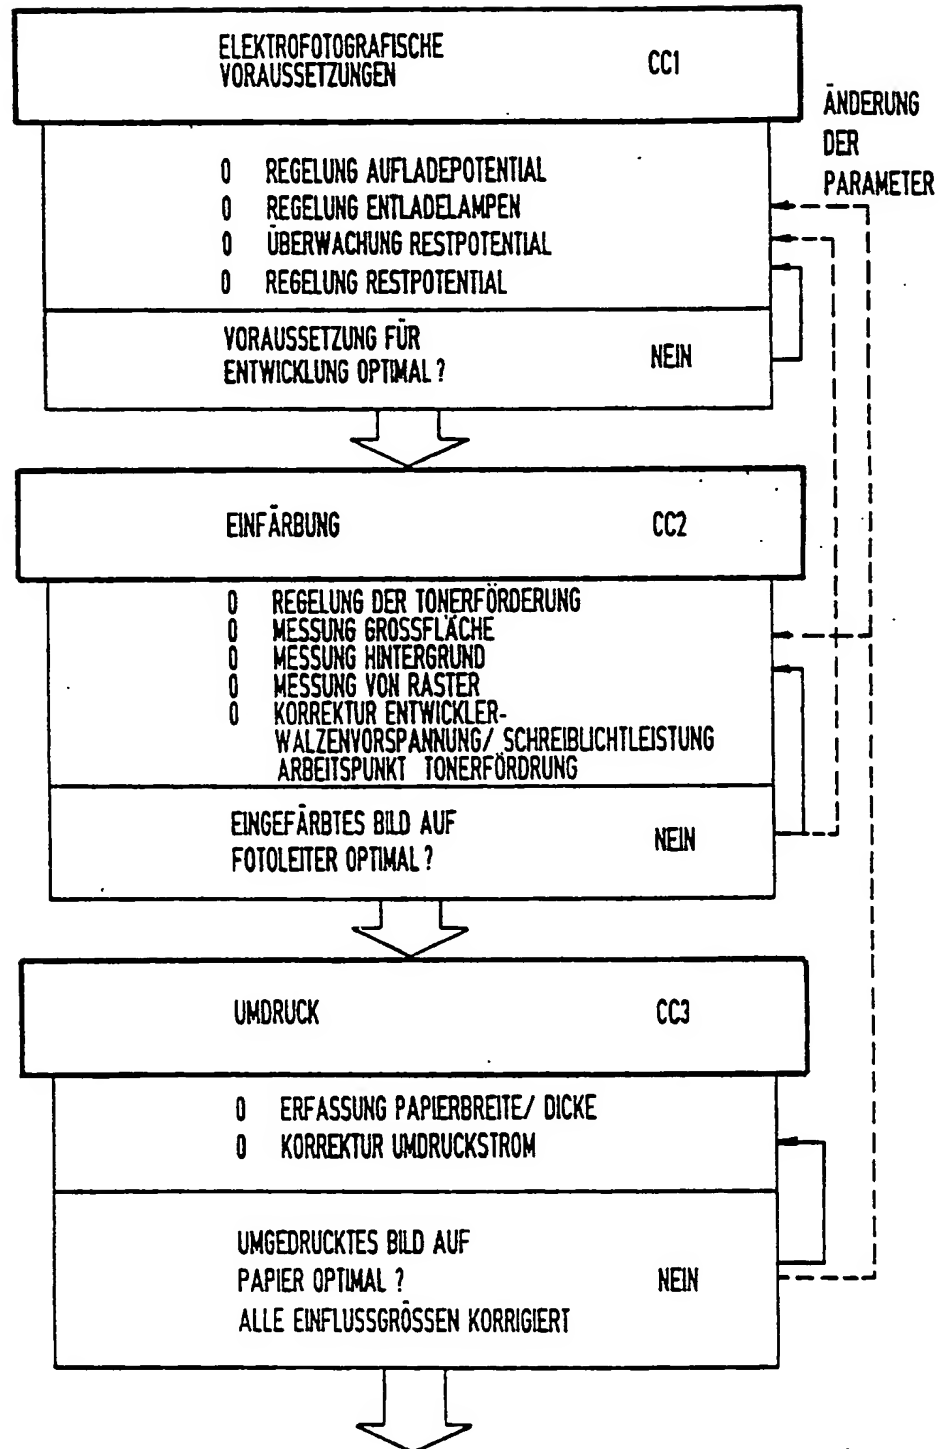 ELEKTROFOTOGRAFISCHE
VORAUSSETZUNGEN
CC1
ÄNDERUNG
DER
PARAMETER
0 REGELUNG AUFLADEPOTENTIAL
0 REGELUNG ENTLADELAMPEN
0 ÜBERWACHUNG RESTPOTENTIAL
0 REGELUNG RESTPOTENTIAL
VORAUSSETZUNG FÜR
ENTWICKLUNG OPTIMAL ?
NEIN
EINFÄRBUNG
CC2
0 REGELUNG DER TONERFÖRDERUNG
0 MESSUNG GROSSFLÄCHE
0 MESSUNG HINTERGRUND
0 MESSUNG VON RASTER
0 KORREKTUR ENTWICKLER-
WALZENVORSPANNUNG/ SCHREIBLICHTLEISTUNG
ARBEITSPUNKT TONERFÖRDRUNG
EINGEFÄRBTES BILD AUF
FOTOLEITER OPTIMAL ?
NEIN
UMDRUCK
CC3
0 ERFASSUNG PAPIERBREITE/ DICKE
0 KORREKTUR UMDRUCKSTROM
UMGEDRUCKTES BILD AUF
PAPIER OPTIMAL ?
NEIN
ALLE EINFLUSSGRÖSSEN KORRIGIERT